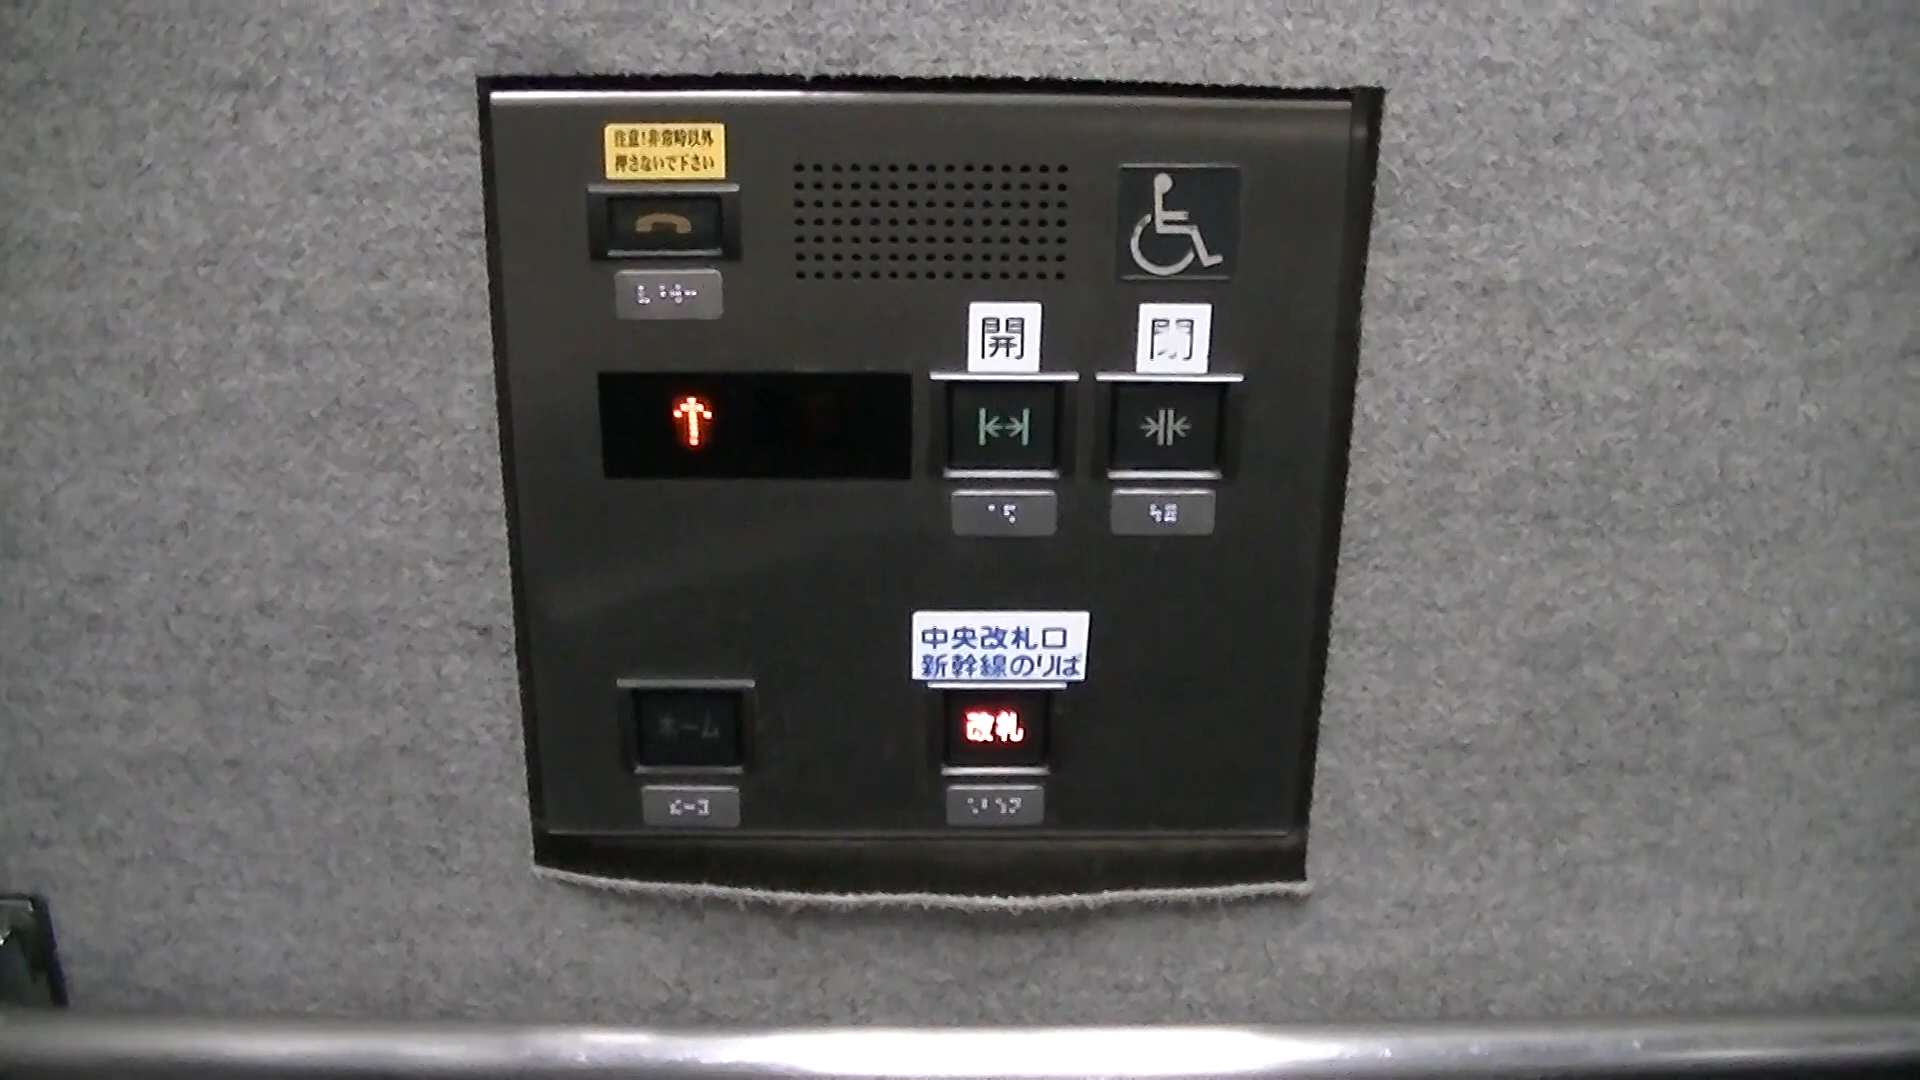 注意!非常時以外
押さないで下さい
開
閉
中央改札口
新幹線のりば
ホーム
改札